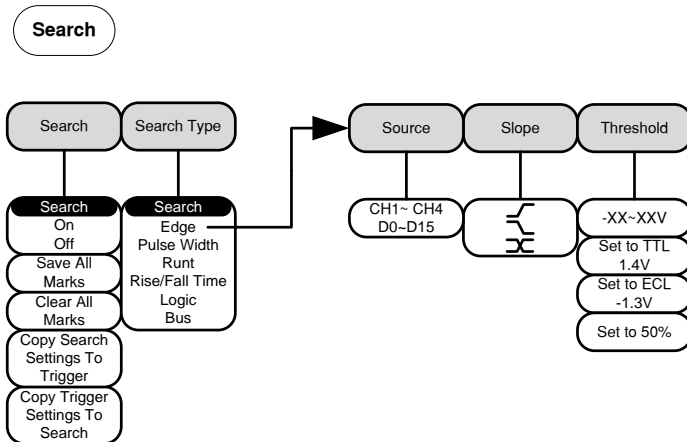 Search
Search
Search Type
Source
Slope
Threshold
Search
On
Off
Save All
Marks
Clear All
Marks
Copy Search
Settings To
Trigger
Copy Trigger
Settings To
Search
Search
Edge
Pulse Width
Runt
Rise/Fall Time
Logic
Bus
CH1~ CH4
D0~D15
-XX~XXV
Set to TTL
1.4V
Set to ECL
-1.3V
Set to 50%